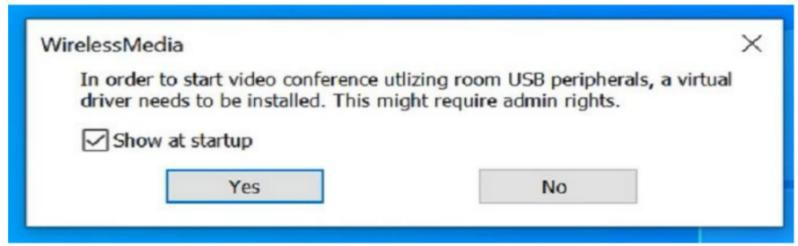 WirelessMedia
In order to start video conference utlizing room USB peripherals, a virtual
driver needs to be installed. This might require admin rights.
Show at startup
Yes No